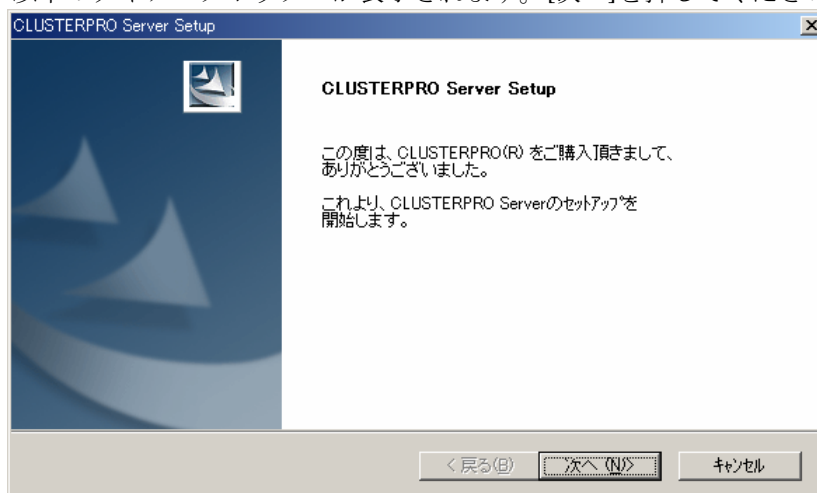 CLUSTERPRO Server Setup
CLUSTERPRO Server Setup
この度は、CLUSTERPRO(R) をご購入頂きまして、
ありがとうございました。
これより、CLUSTERPRO Serverのｾｯﾄｱｯﾌﾟを
開始します。
< 戻る(B) 次へ (N)> ｷｬﾝｾﾙ